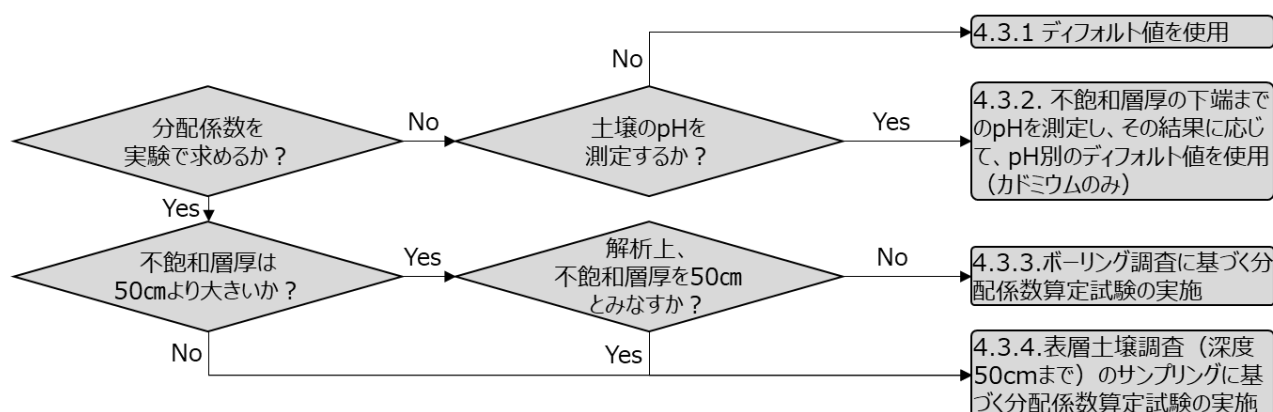 4.3.1 ディフォルト値を使用
No
分配係数を
実験で求めるか？
No
土壌のpHを
測定するか？
Yes
4.3.2. 不飽和層厚の下端まで
のpHを測定し、その結果に応じ
て、pH別のディフォルト値を使用
（カドミウムのみ）
Yes
不飽和層厚は
50㎝より大きいか？
Yes
解析上、
不飽和層厚を50㎝
とみなすか？
No
4.3.3.ボーリング調査に基づく分
配係数算定試験の実施
No
Yes
4.3.4.表層土壌調査（深度
50cmまで）のサンプリングに基
づく分配係数算定試験の実施